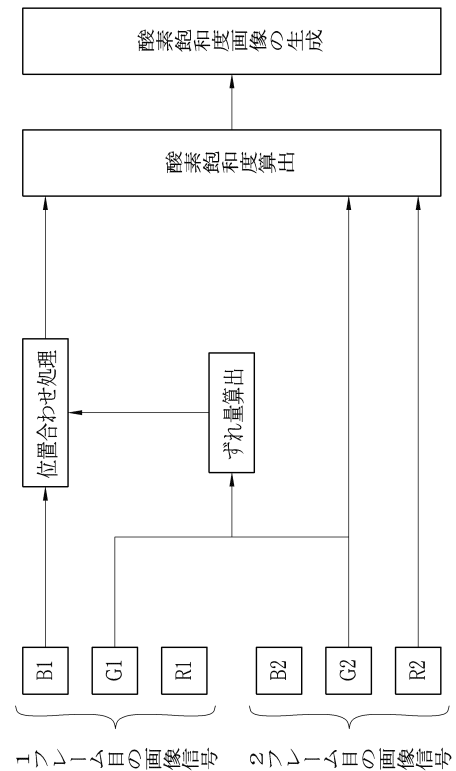 1フレーム目の画像信号
B1
G1
R1
2フレーム目の画像信号
B2
G2
R2
位置合わせ処理
ずれ量算出
酸素飽和度算出
酸素飽和度画像の生成